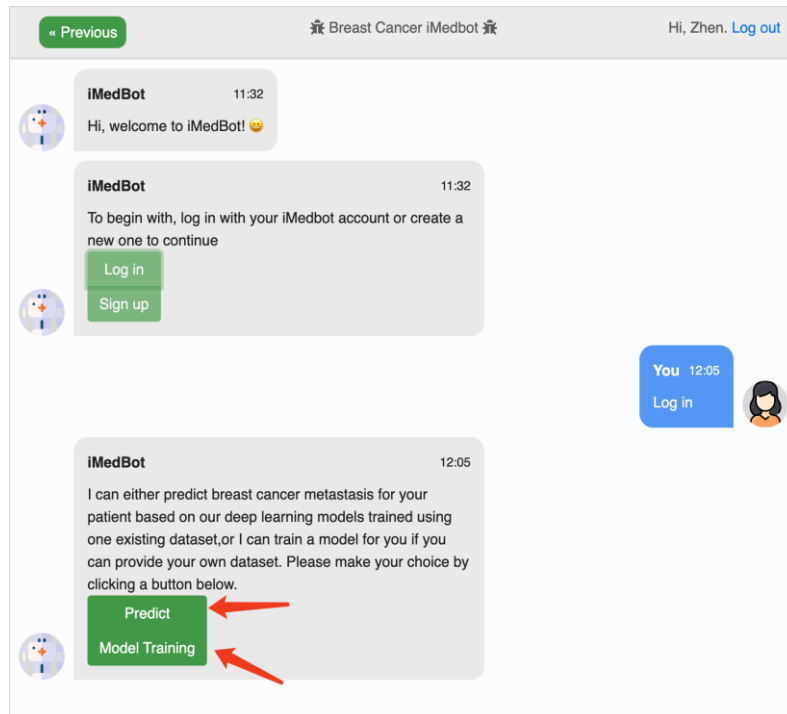 « Previous
Breast Cancer iMedbot
Hi, Zhen. Log out
iMedBot 11:32
Hi, welcome to iMedBot! 😄
iMedBot 11:32
To begin with, log in with your iMedbot account or create a
new one to continue
Log in
Sign up
You 12:05
Log in
iMedBot 12:05
I can either predict breast cancer metastasis for your
patient based on our deep learning models trained using
one existing dataset,or I can train a model for you if you
can provide your own dataset. Please make your choice by
clicking a button below.
Predict
Model Training